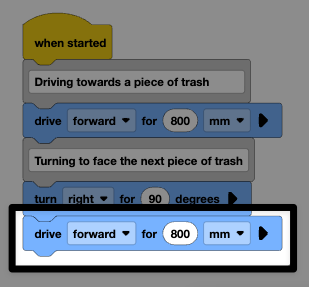 when started
Driving towards a piece of trash
drive forward for 800 mm
Turning to face the next piece of trash
turn right for 90 degrees
drive forward for 800 mm